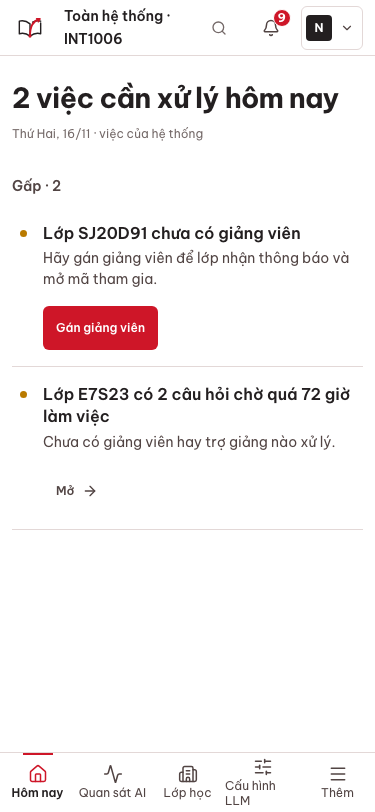 Toàn hệ thống ·
INT1006
9
N
2 việc cần xử lý hôm nay
Thứ Hai, 16/11 · việc của hệ thống
Gấp · 2
Lớp SJ20D91 chưa có giảng viên
Hãy gán giảng viên để lớp nhận thông báo và
mở mã tham gia.
Gán giảng viên
Lớp E7S23 có 2 câu hỏi chờ quá 72 giờ
làm việc
Chưa có giảng viên hay trợ giảng nào xử lý.
Mở
Hôm nay
Quan sát AI
Lớp học
Cấu hình
LLM
Thêm